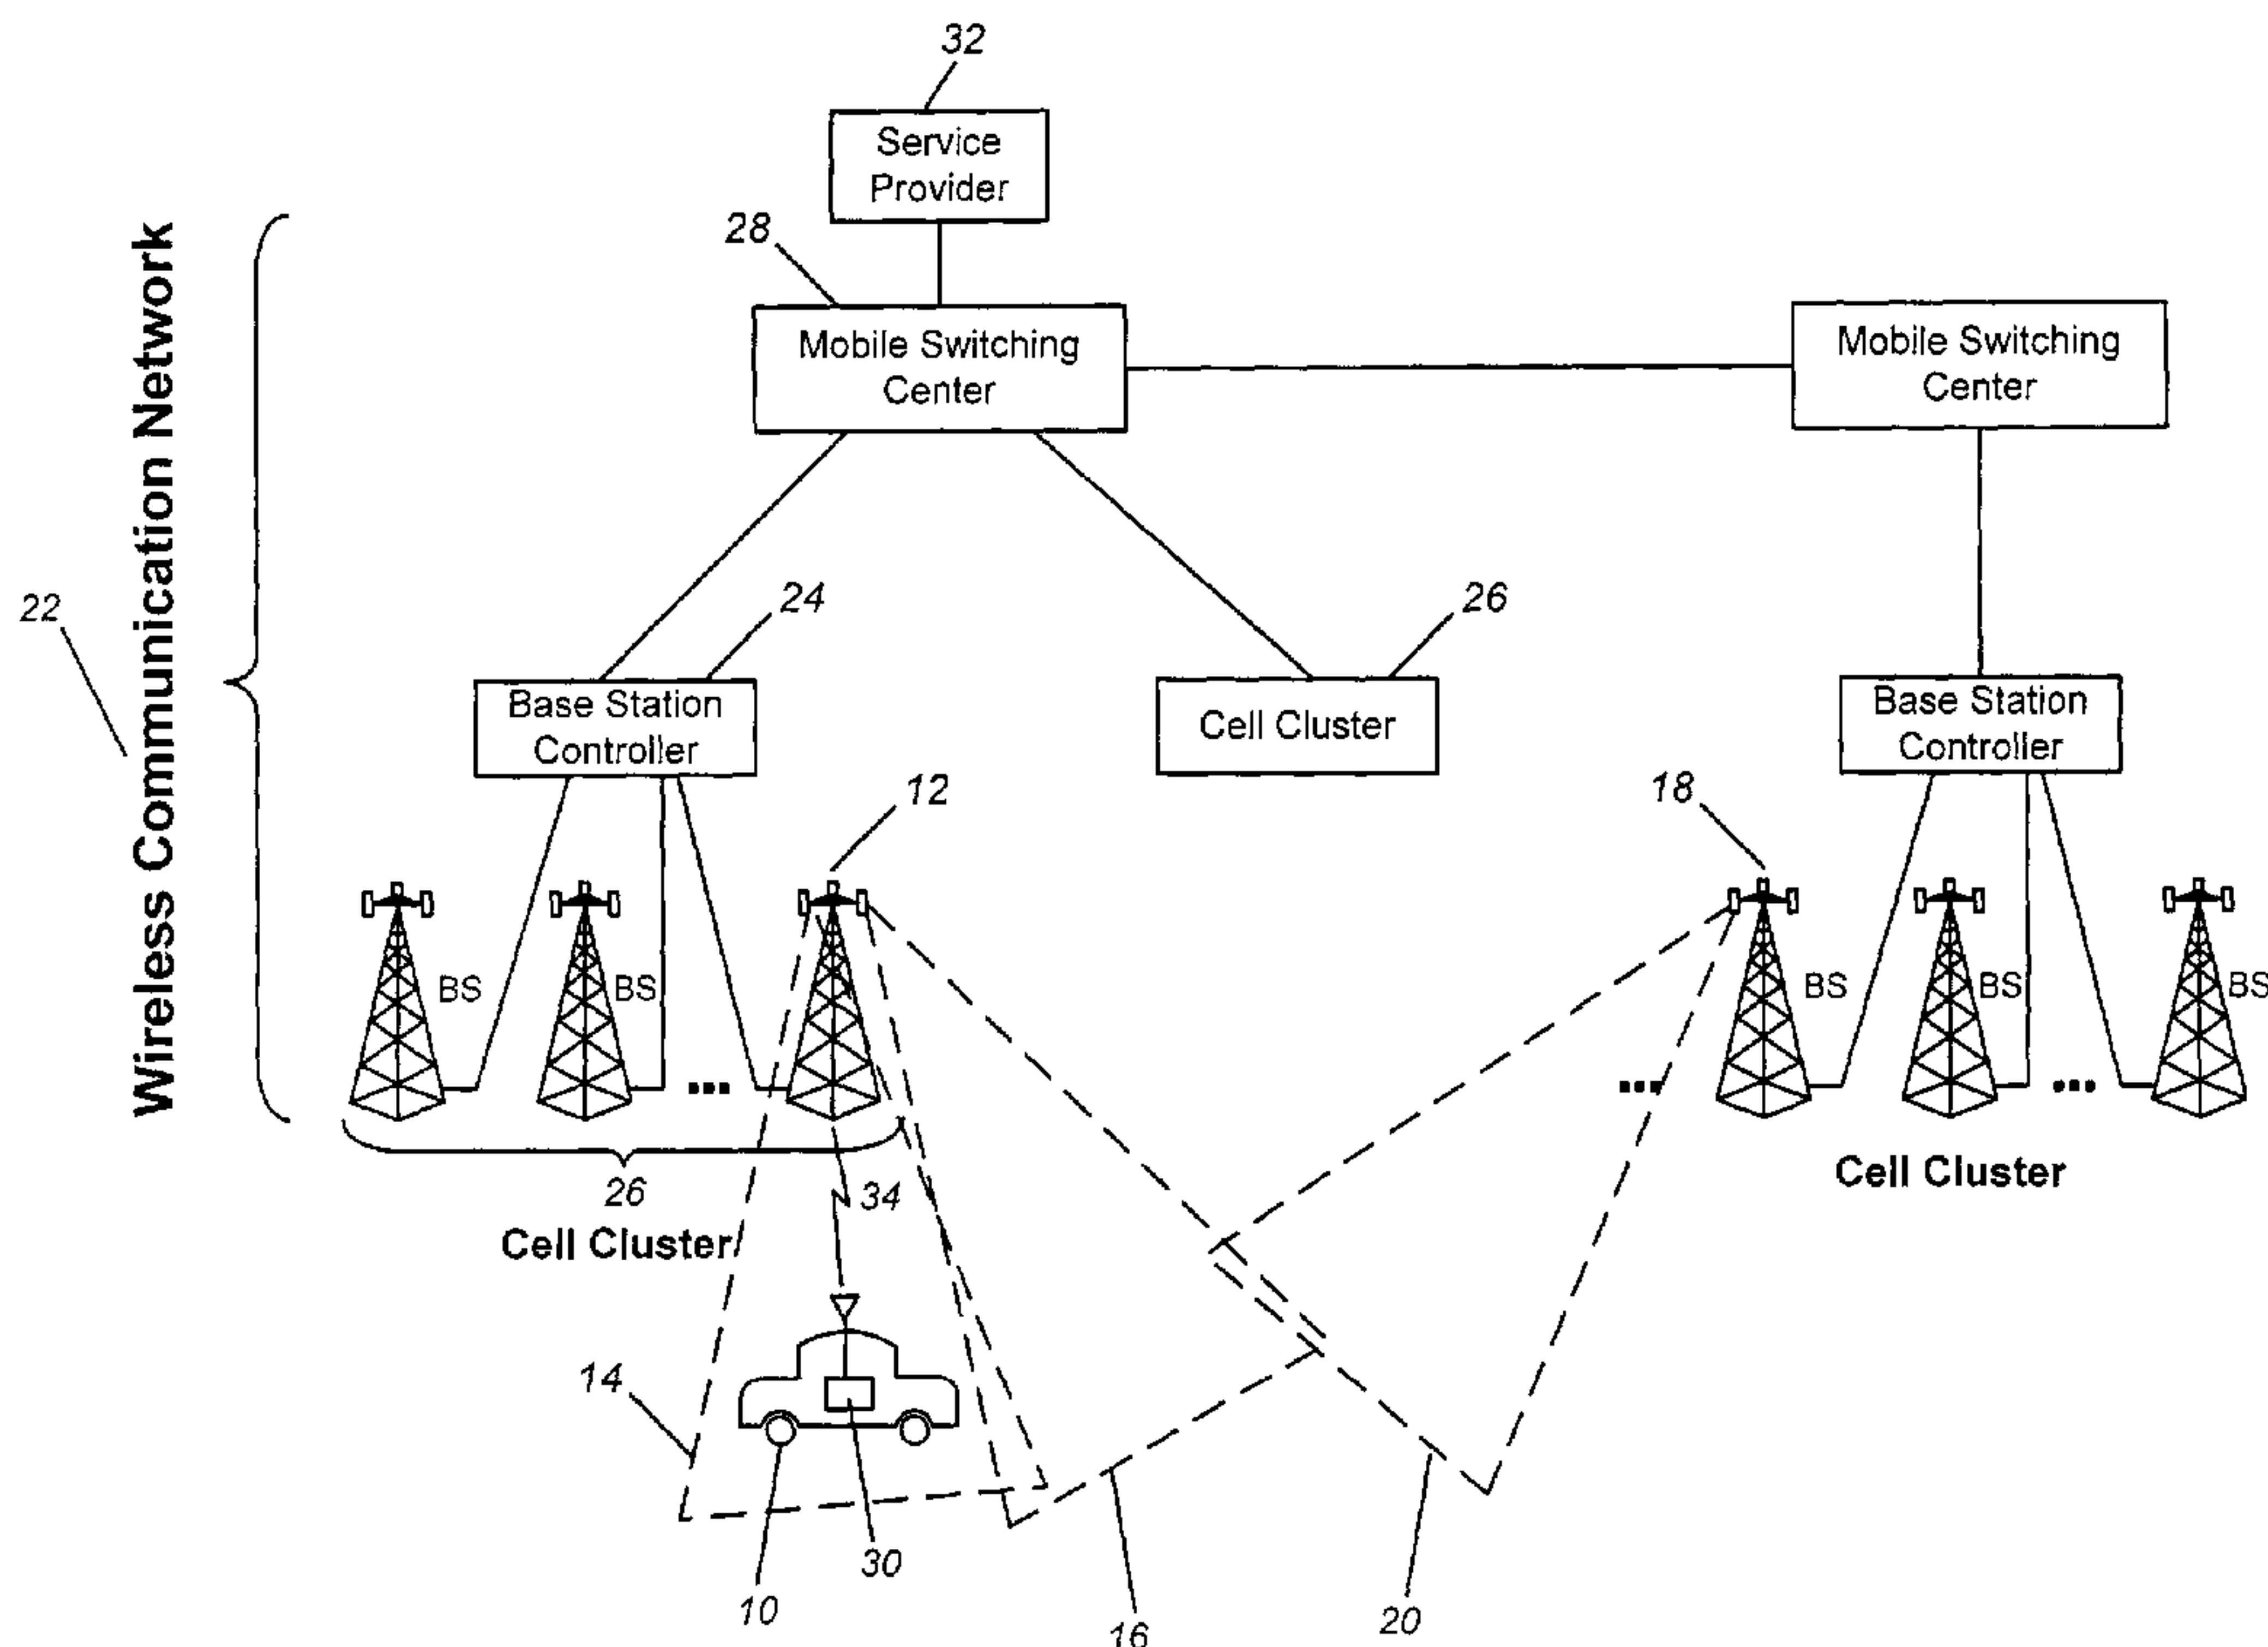 32
Service
Provider
28
Mobile Switching
Center
Mobile Switching
Center
Wireless Communication Network
22
24
26
Base Station
Controller
Cell Cluster
Base Station
Controller
12
18
BS
BS
BS
BS
BS
...
...
...
26
34
Cell Cluster
Cell Cluster
14
30
10
16
20